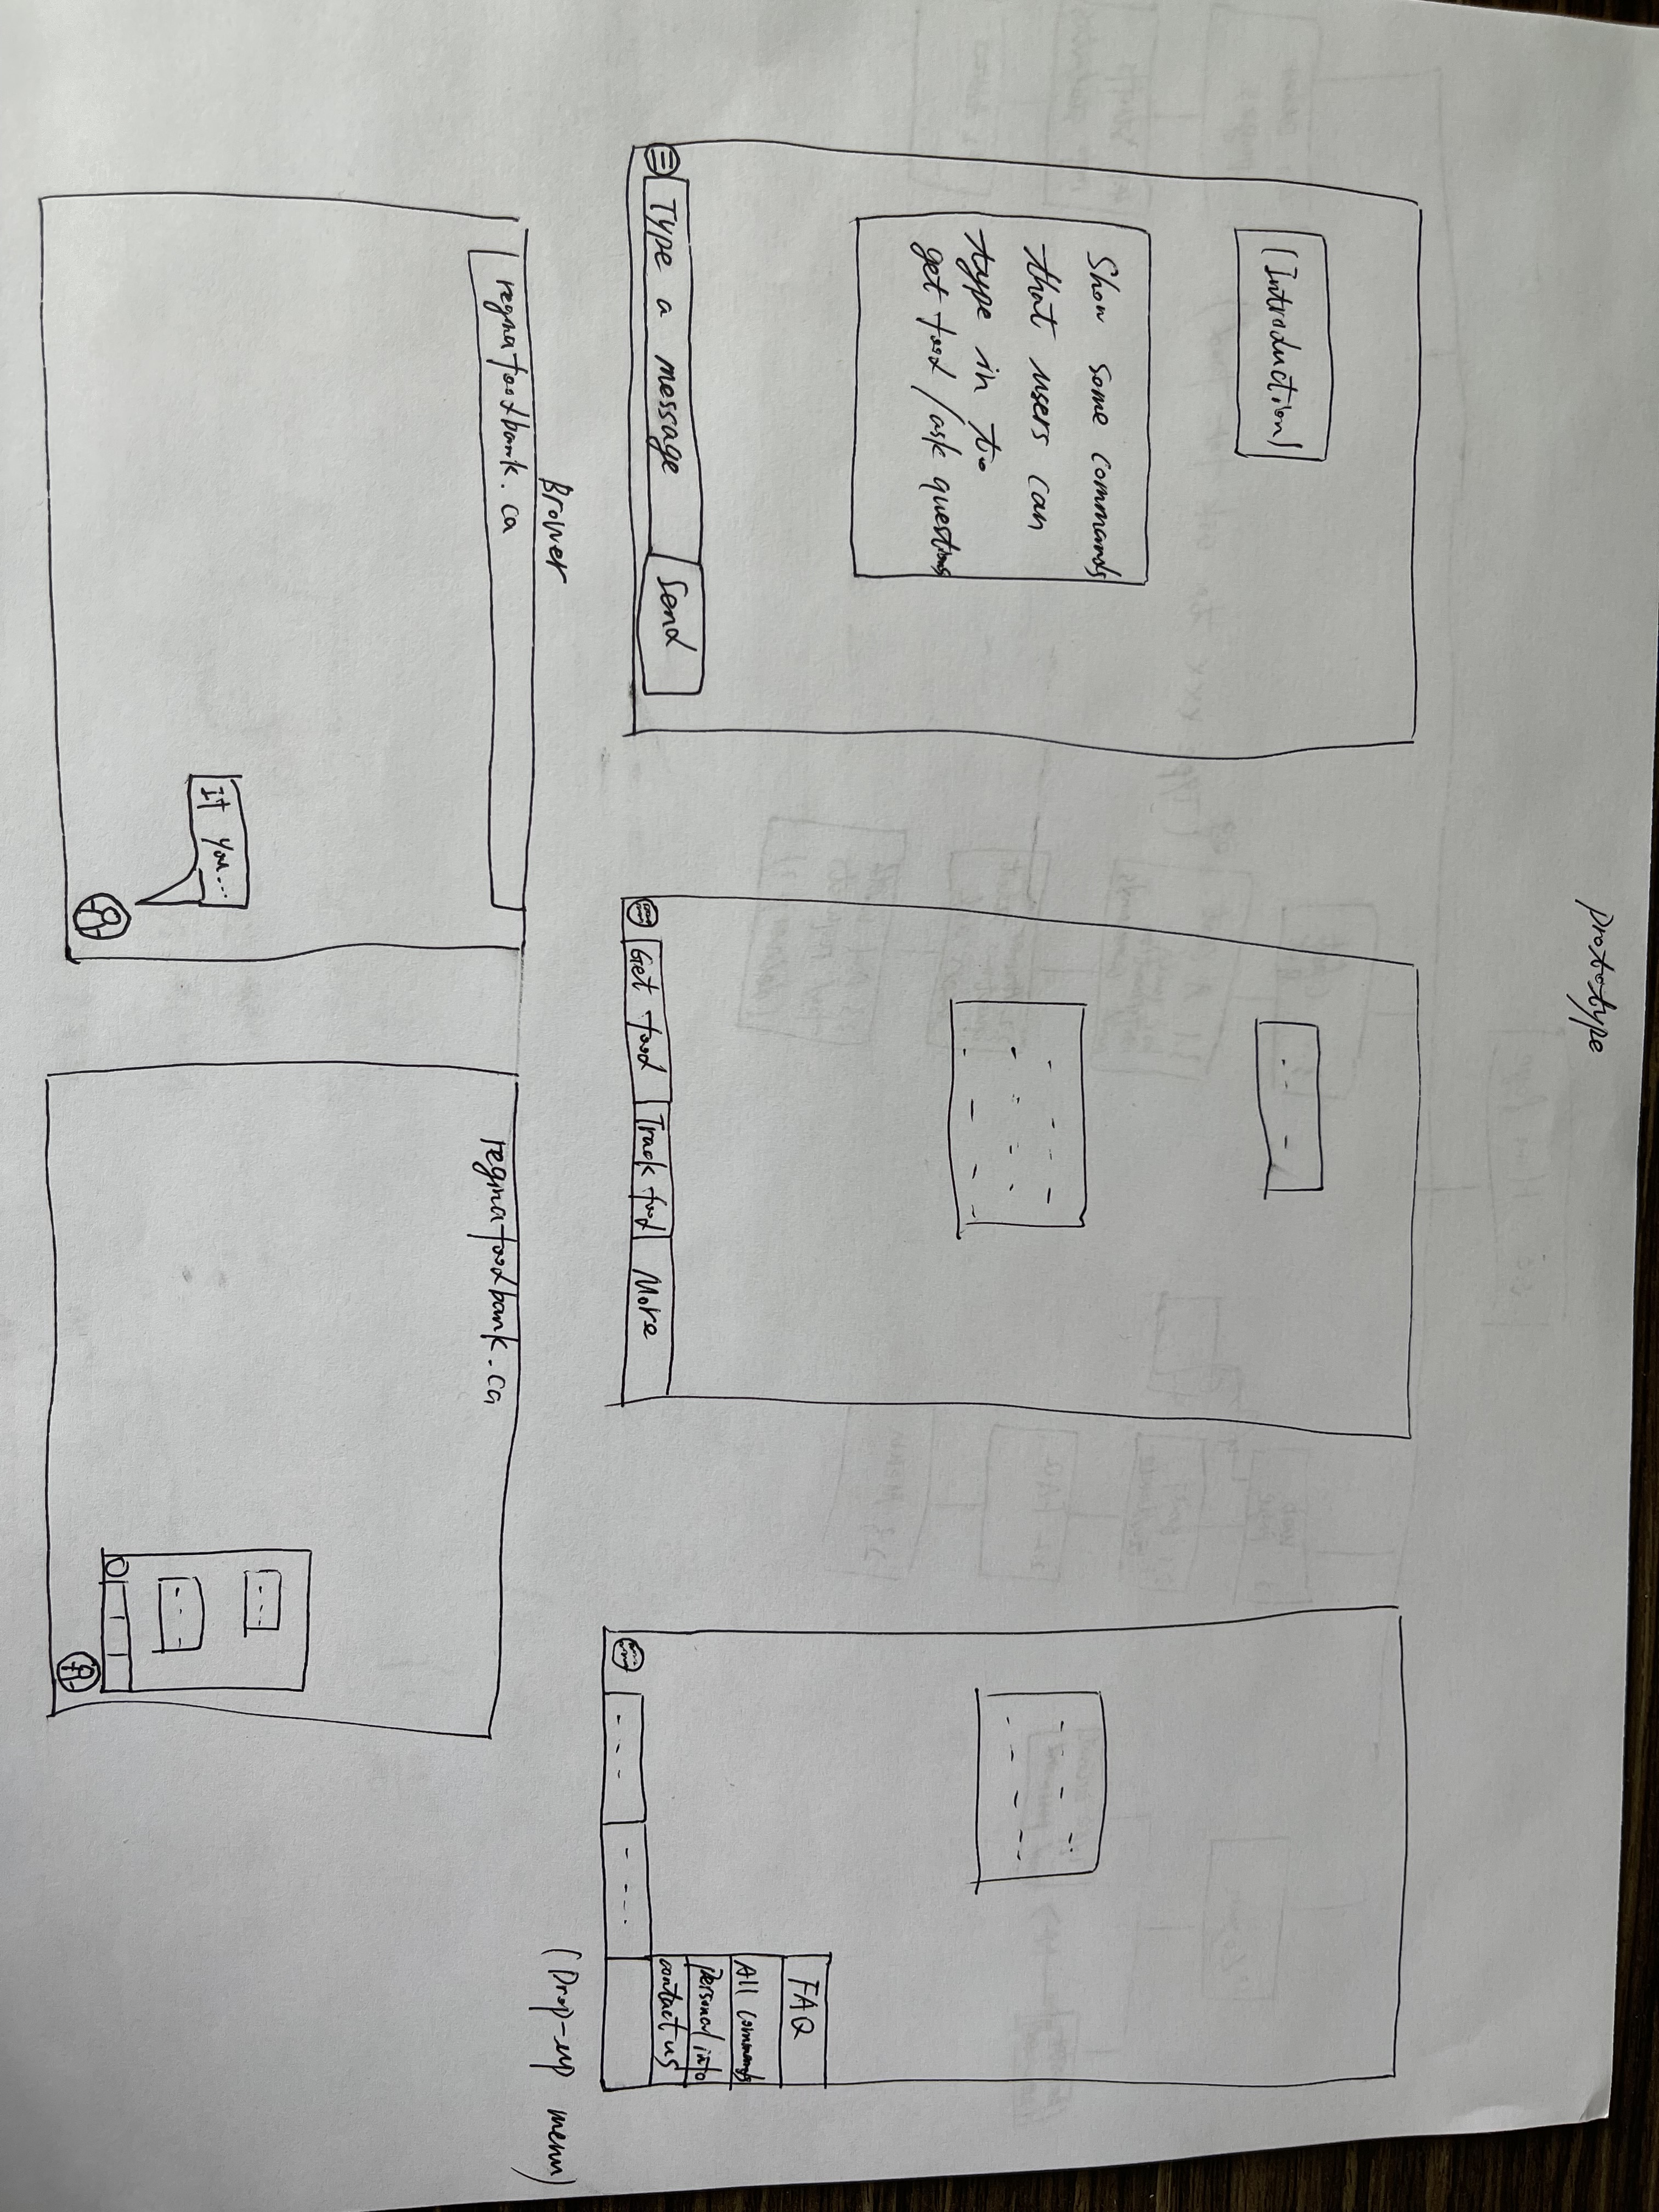 prototype
(Introduction)
Show some commands
that users can
type in to
get food /ask questions
Type a message
Send
Get food
Track food
More
FAQ
All commands
personal info
contact us
(Drop-up menu)
Brower
reginafoodbank.ca
If you...
reginafoodbank.ca